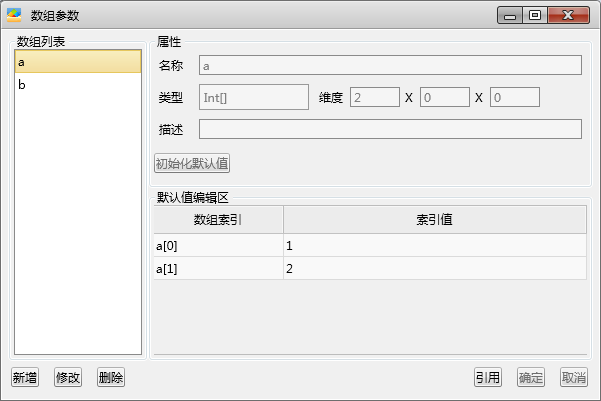 数组参数
数组列表
a
b
属性
名称 a
类型 Int[] 维度 2 X 0 X 0
描述
初始化默认值
默认值编辑区
数组索引 索引值
a[0] 1
a[1] 2
新增 修改 删除 引用 确定 取消